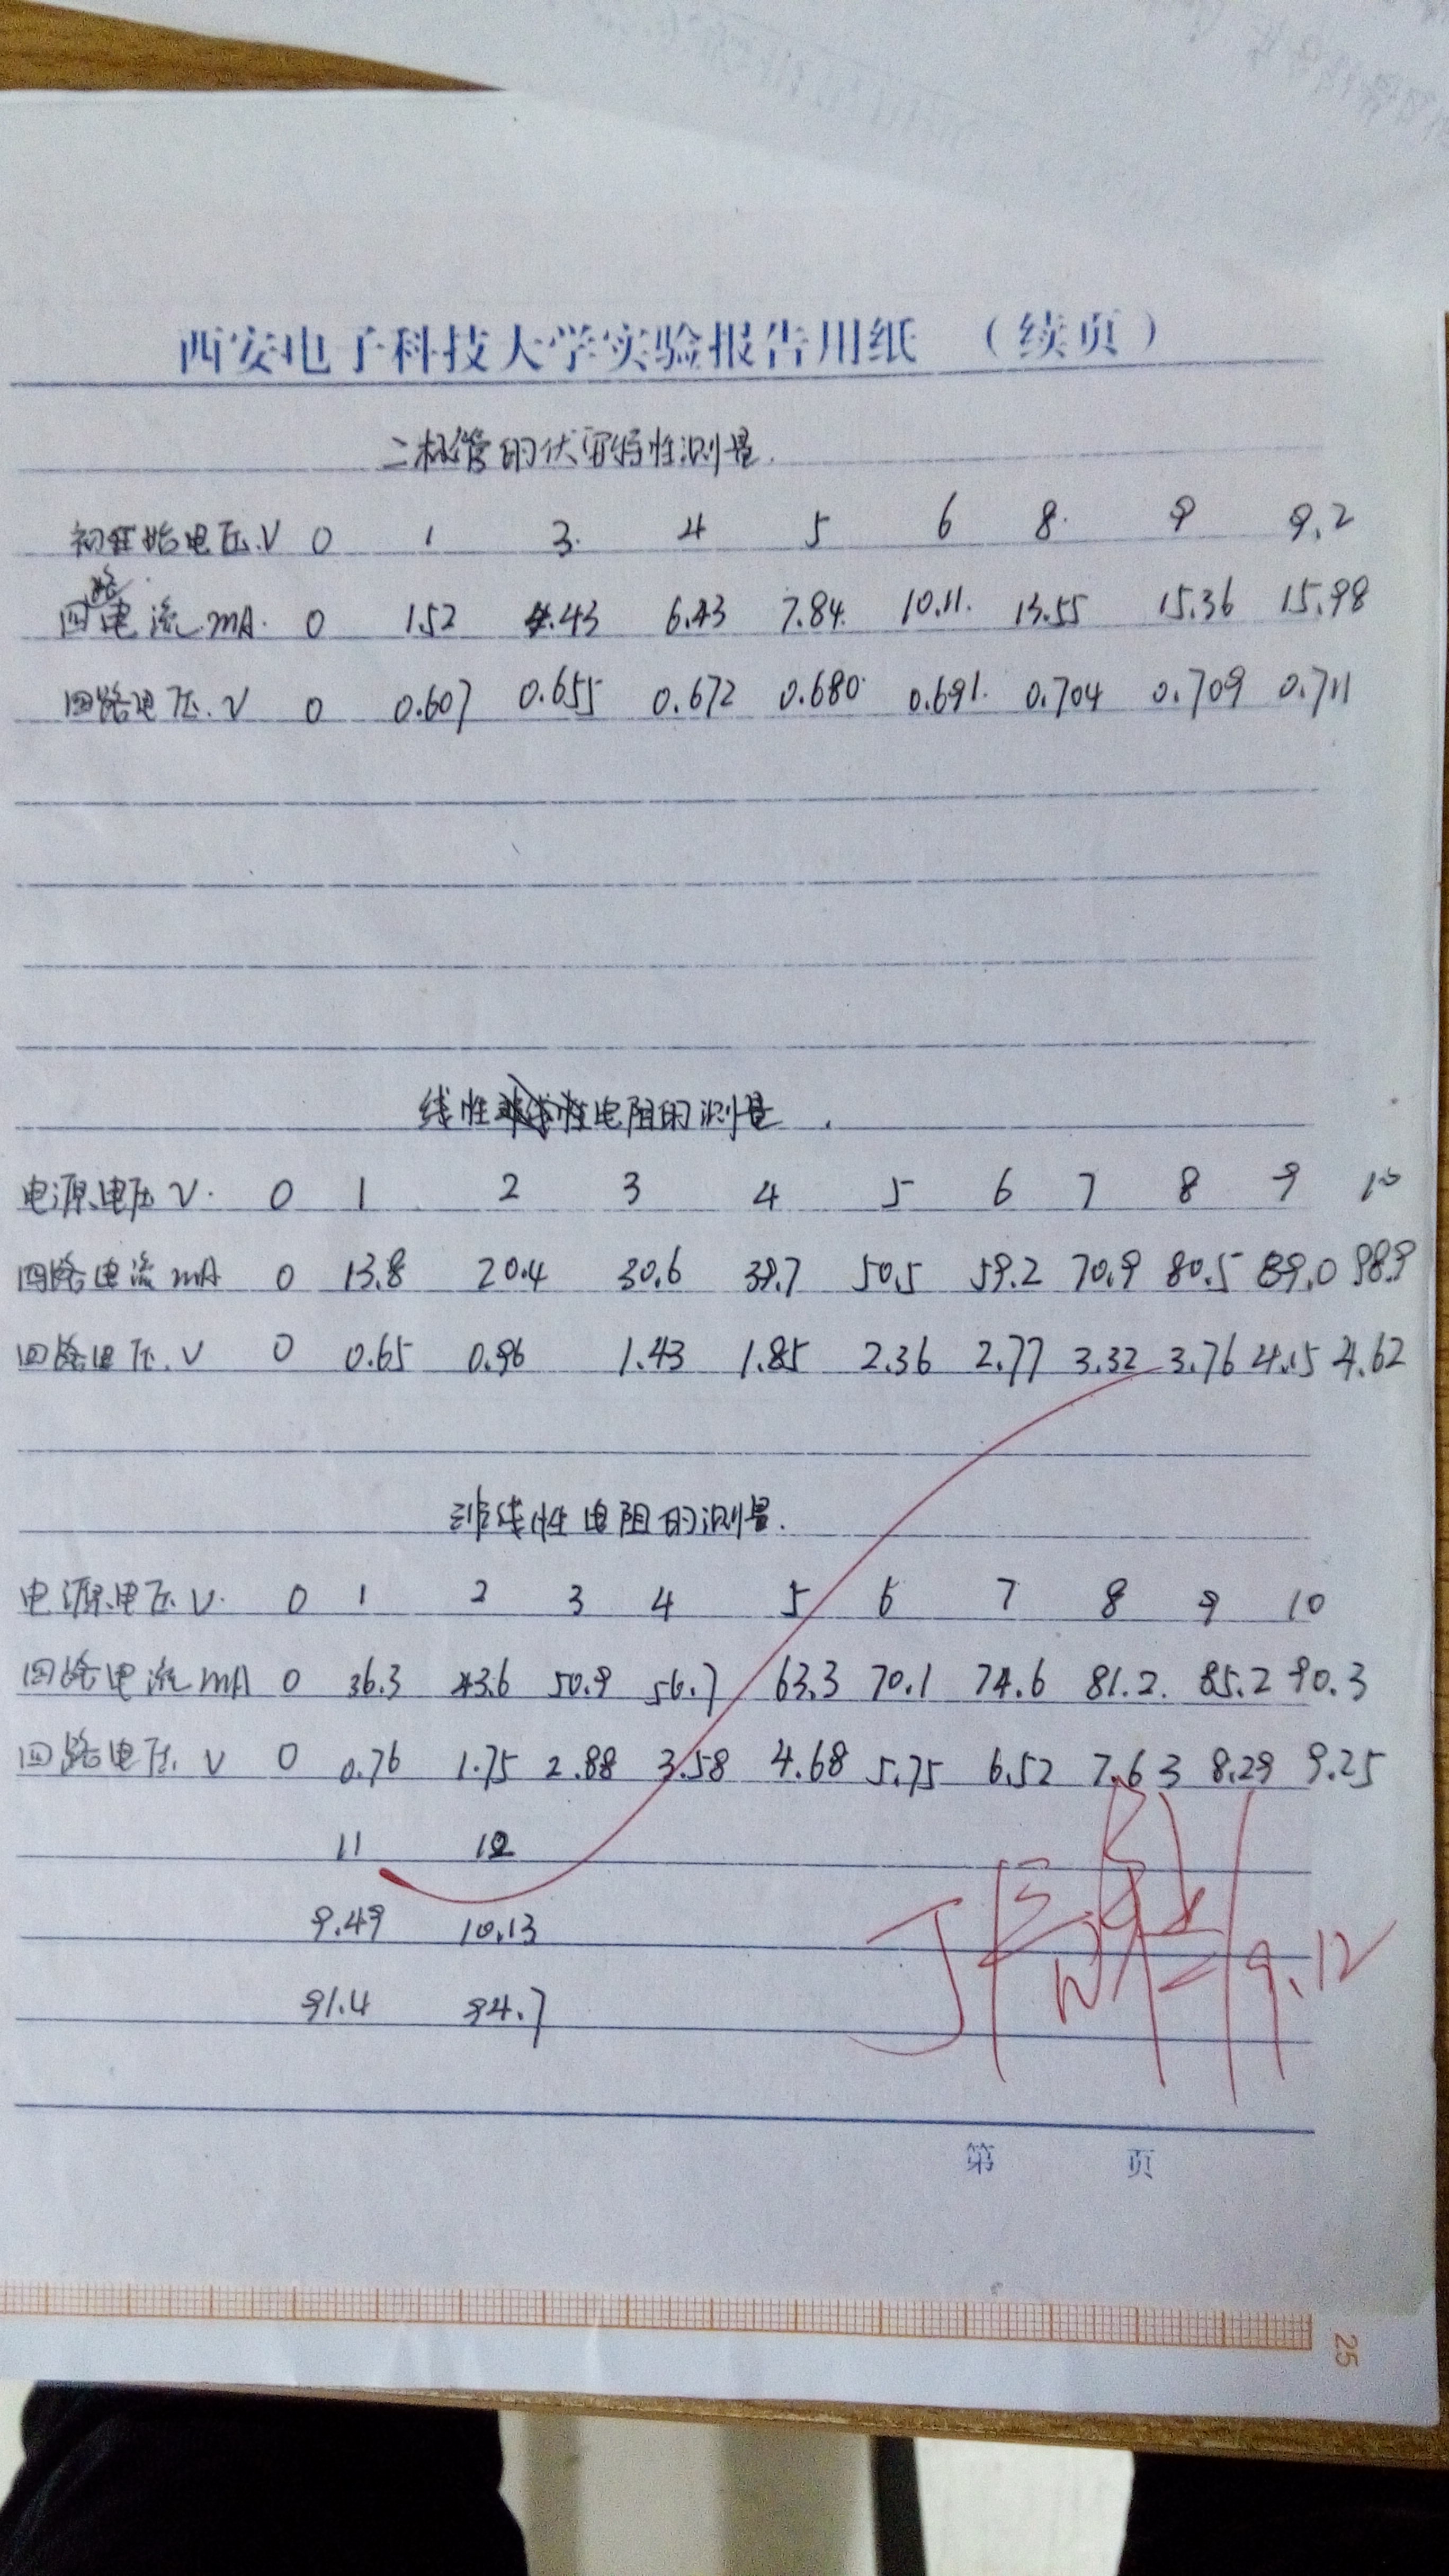 西安电子科技大学实验报告用纸 （续页）
二极管的伏安特性测量.
初始电压.V 0 1 3. 4 5 6 8. 9 9.2
回路电流.mA. 0 1.52 4.43 6.43 7.84. 10.11. 13.55 15.36 15.98
回路电压.V 0 0.607 0.655 0.672 0.680 0.691. 0.704 0.709 0.711
线性电阻的测量.
电源电压V. 0 1 2 3 4 5 6 7 8 9 10
回路电流mA 0 13.8 20.4 30.6 39.7 50.5 59.2 70.9 80.5 89.0 98.9
回路电压.V 0 0.65 0.96 1.43 1.85 2.36 2.77 3.32 3.76 4.15 4.62
非线性电阻的测量.
电源电压V. 0 1 2 3 4 5 6 7 8 9 10
回路电流mA 0 36.3 43.6 50.9 56.7 63.3 70.1 74.6 81.2. 85.2 90.3
回路电压V 0 0.76 1.75 2.88 3.58 4.68 5.75 6.52 7.63 8.29 9.25
11 12
9.49 10.13
91.4 94.7
9.12
第 页
25